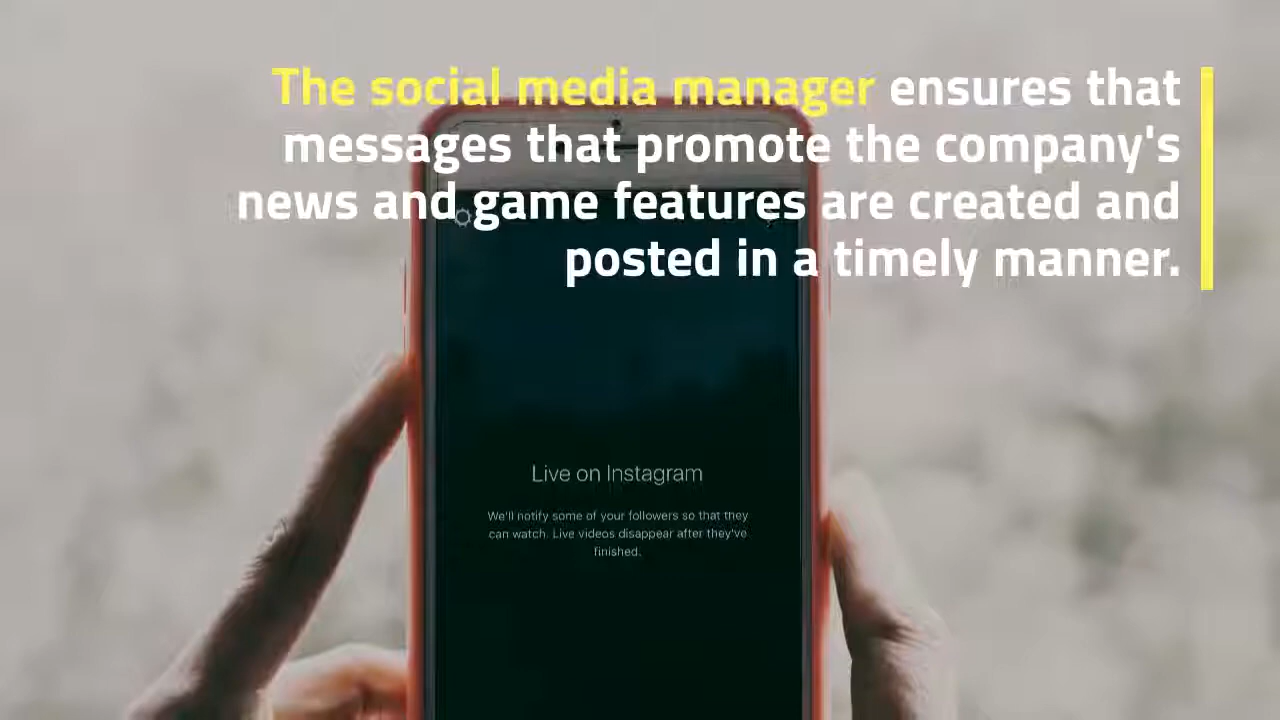 The social media manager ensures that
messages that promote the company's
news and game features are created and
posted in a timely manner.
Live on Instagram
We'll notify some of your followers so that they
can watch. Live videos disappear after they've
finished.